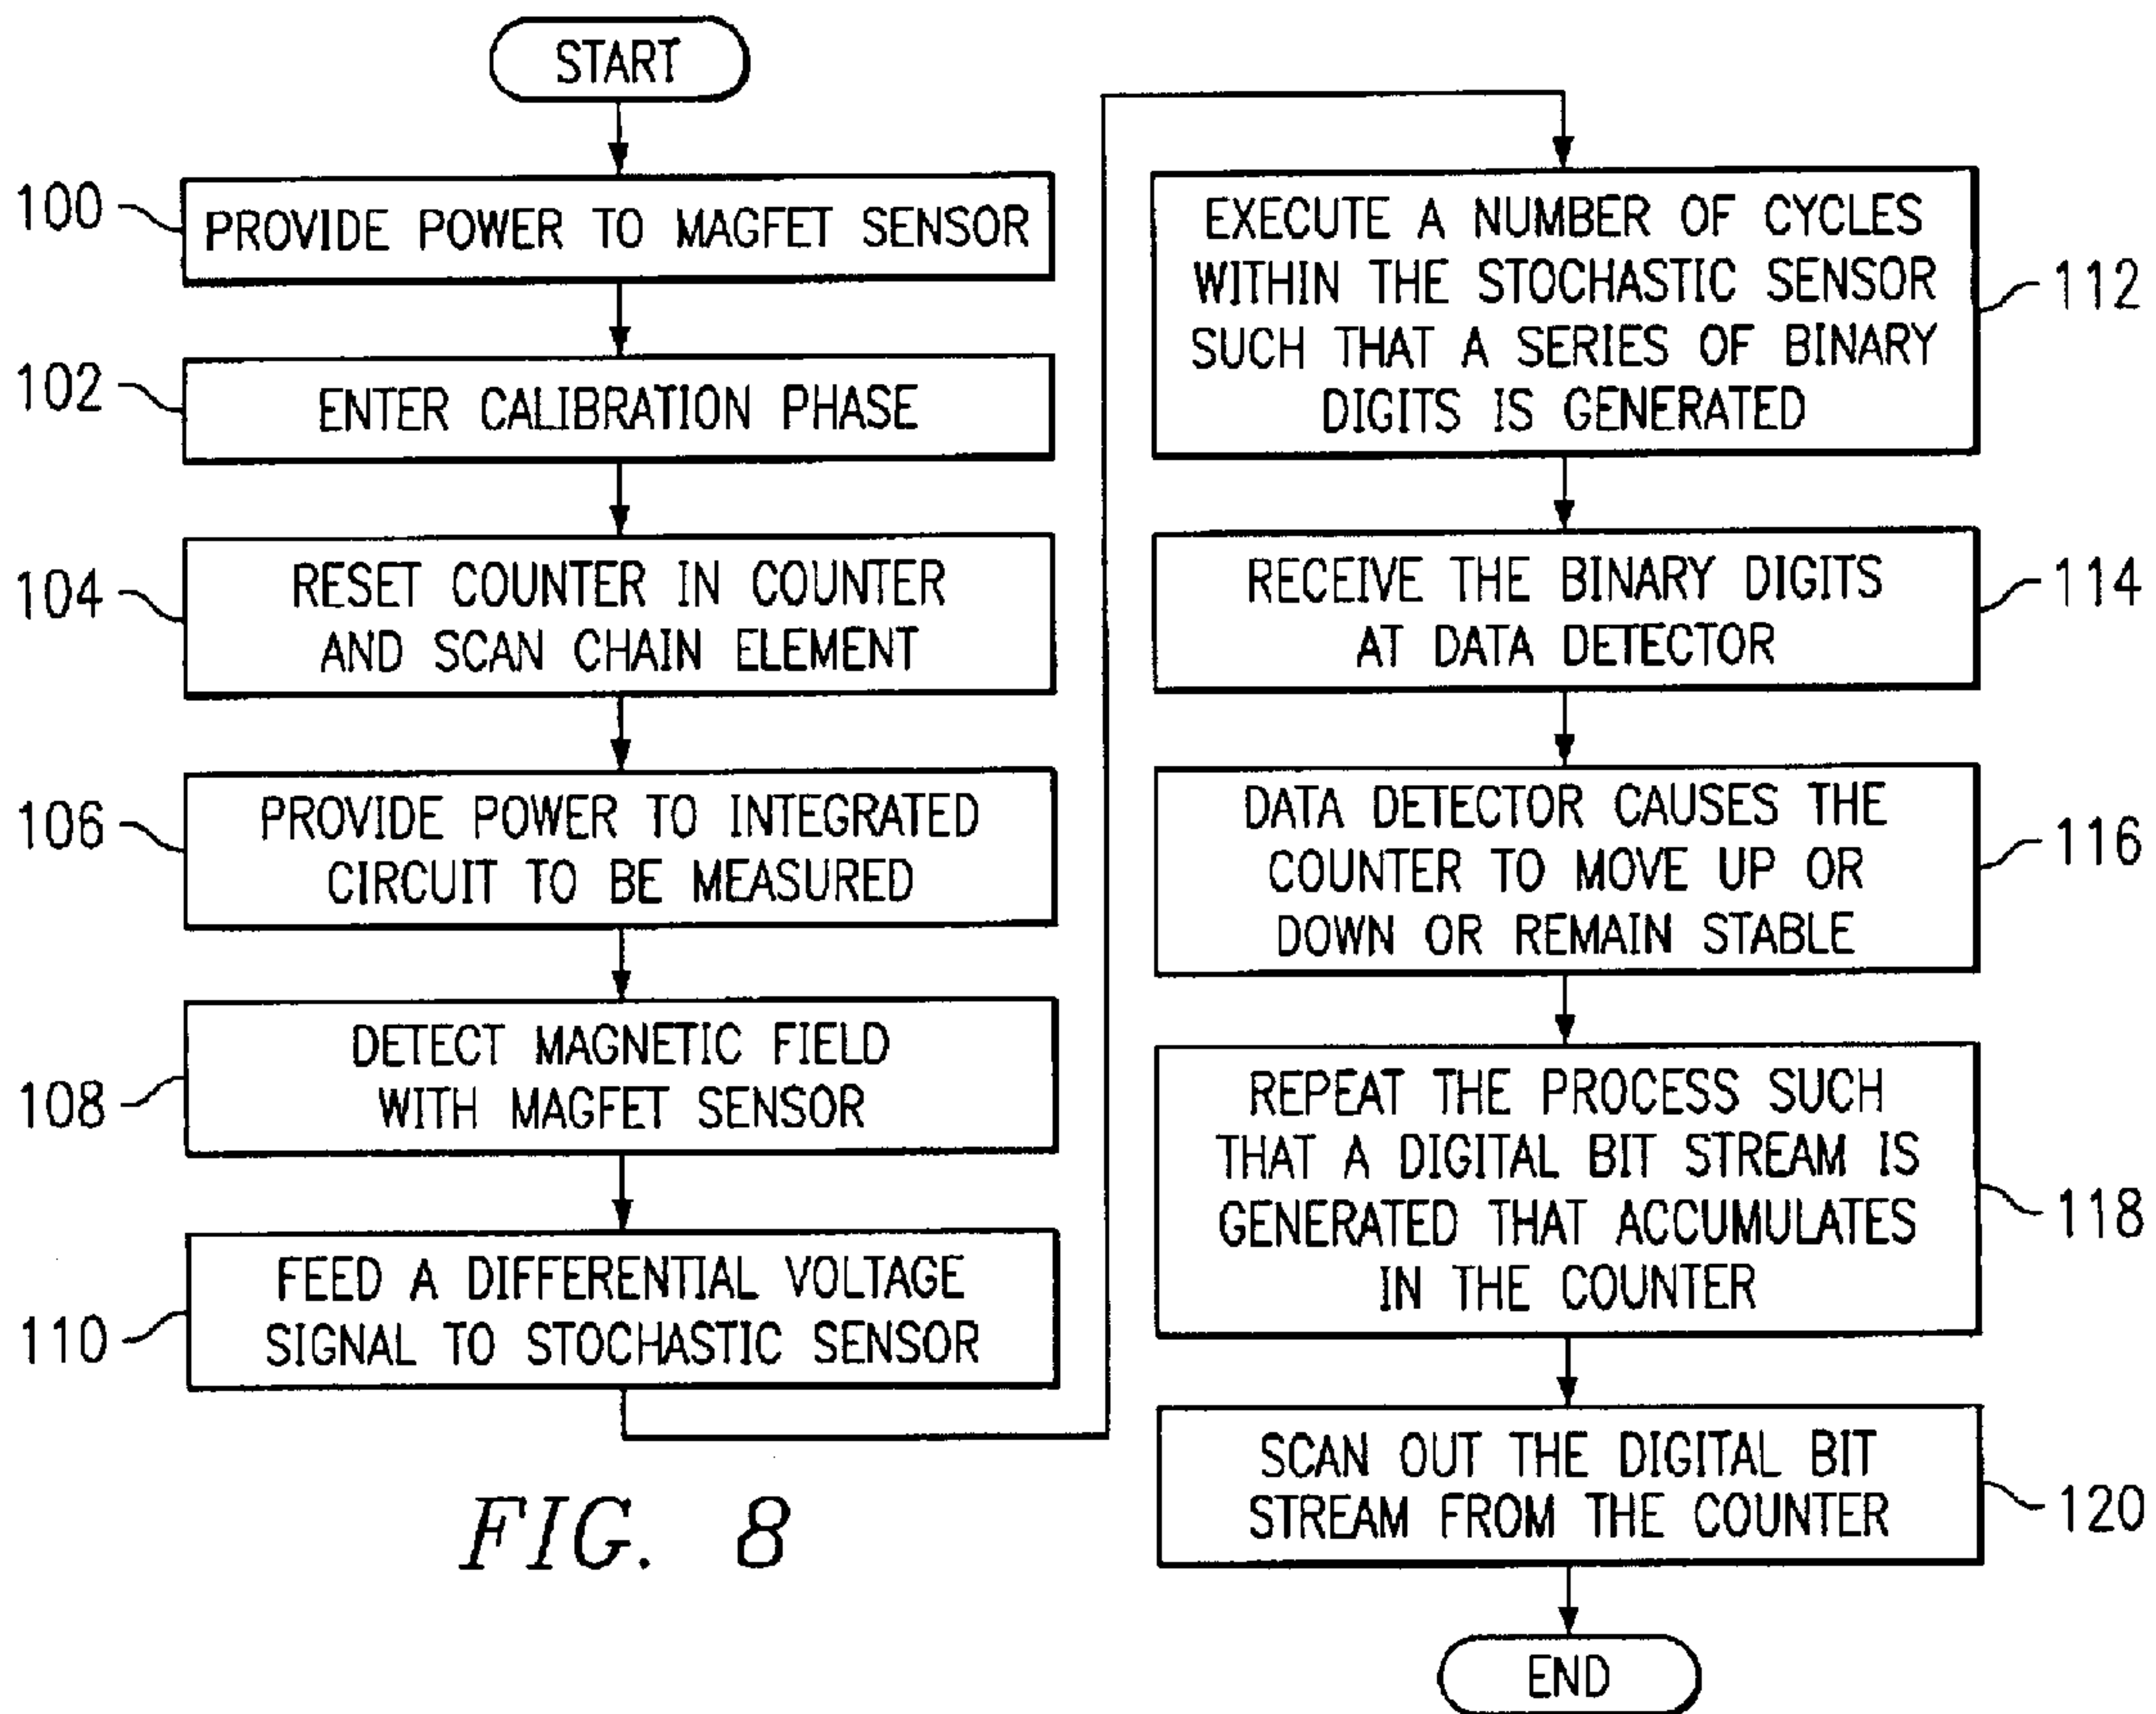 START
100
PROVIDE POWER TO MAGFET SENSOR
102
ENTER CALIBRATION PHASE
104
RESET COUNTER IN COUNTER
AND SCAN CHAIN ELEMENT
106
PROVIDE POWER TO INTEGRATED
CIRCUIT TO BE MEASURED
108
DETECT MAGNETIC FIELD
WITH MAGFET SENSOR
110
FEED A DIFFERENTIAL VOLTAGE
SIGNAL TO STOCHASTIC SENSOR
EXECUTE A NUMBER OF CYCLES
WITHIN THE STOCHASTIC SENSOR
SUCH THAT A SERIES OF BINARY
DIGITS IS GENERATED
112
RECEIVE THE BINARY DIGITS
AT DATA DETECTOR
114
DATA DETECTOR CAUSES THE
COUNTER TO MOVE UP OR
DOWN OR REMAIN STABLE
116
REPEAT THE PROCESS SUCH
THAT A DIGITAL BIT STREAM IS
GENERATED THAT ACCUMULATES
IN THE COUNTER
118
SCAN OUT THE DIGITAL BIT
STREAM FROM THE COUNTER
120
END
FIG. 8